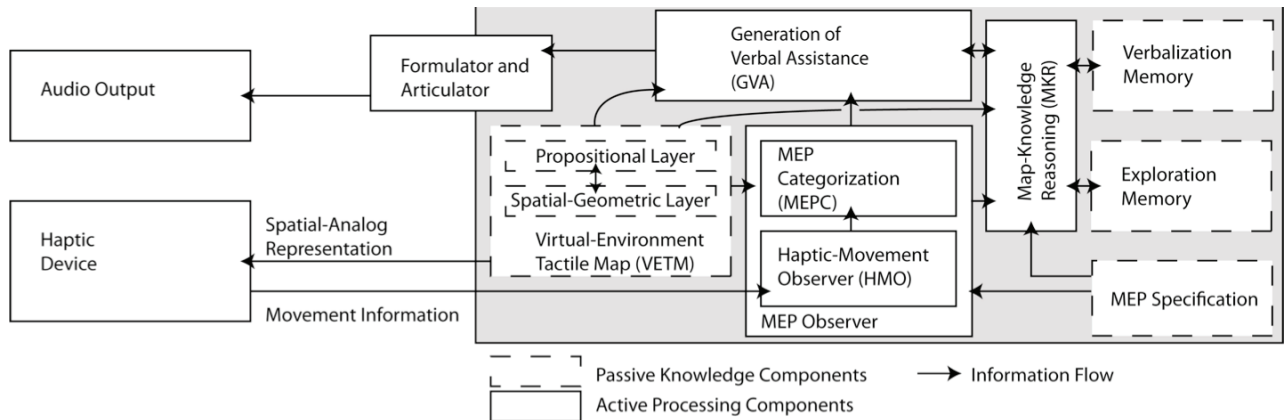 Audio Output
Formulator and
Articulator
Generation of
Verbal Assistance
(GVA)
Map-Knowledge
Reasoning (MKR)
Verbalization
Memory
Propositional Layer
Spatial-Geometric Layer
Virtual-Environment
Tactile Map (VETM)
MEP
Categorization
(MEPC)
Haptic-Movement
Observer (HMO)
MEP Observer
Exploration
Memory
Haptic
Device
Spatial-Analog
Representation
Movement Information
MEP Specification
Passive Knowledge Components
Information Flow
Active Processing Components